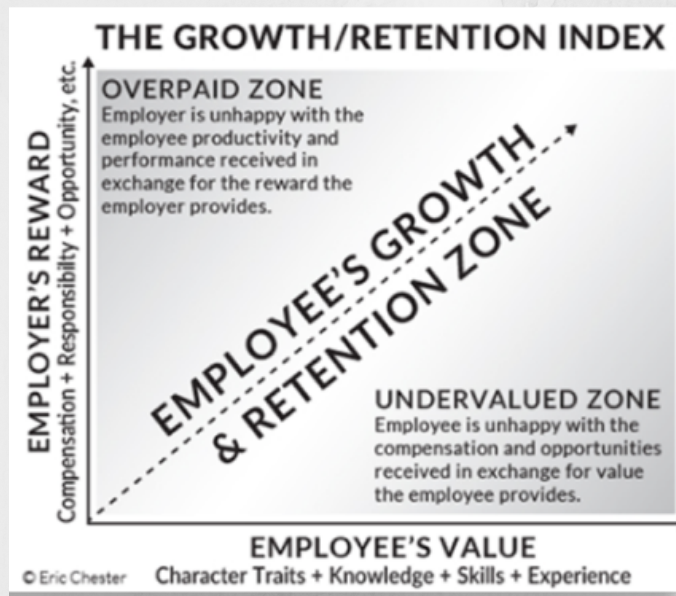 THE GROWTH/RETENTION INDEX
EMPLOYER'S REWARD
Compensation + Responsibilty + Opportunity, etc.
OVERPAID ZONE
Employer is unhappy with the
employee productivity and
performance received in
exchange for the reward the
employer provides.
EMPLOYEE'S GROWTH
& RETENTION ZONE
UNDERVALUED ZONE
Employee is unhappy with the
compensation and opportunities
received in exchange for value
the employee provides.
EMPLOYEE'S VALUE
Character Traits + Knowledge + Skills + Experience
© Eric Chester